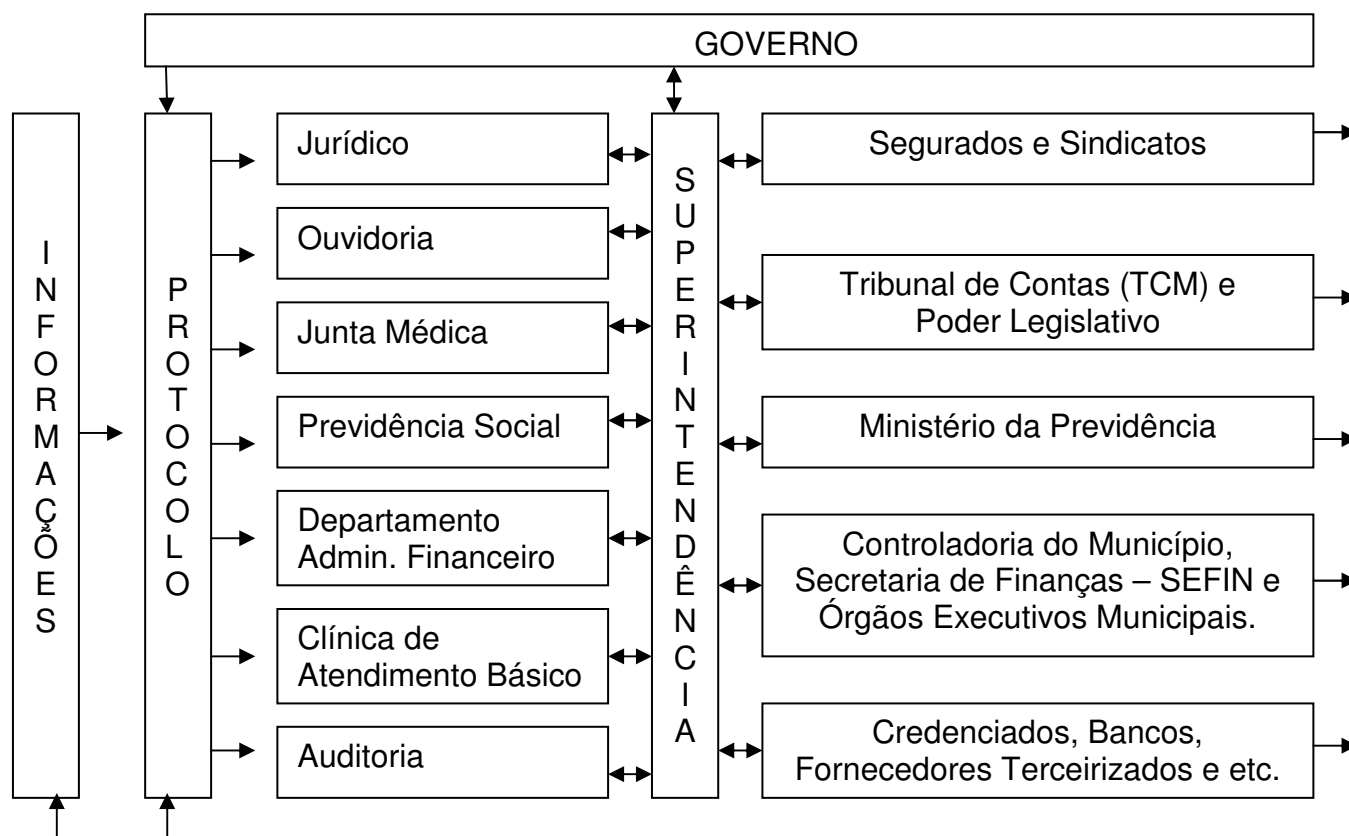 GOVERNO
INFORMAÇÕES
PROTOCOLO
Jurídico
Ouvidoria
Junta Médica
Previdência Social
Departamento
Admin. Financeiro
Clínica de
Atendimento Básico
Auditoria
SUPERINTENDÊNCIA
Segurados e Sindicatos
Tribunal de Contas (TCM) e
Poder Legislativo
Ministério da Previdência
Controladoria do Município,
Secretaria de Finanças – SEFIN e
Órgãos Executivos Municipais.
Credenciados, Bancos,
Fornecedores Terceirizados e etc.